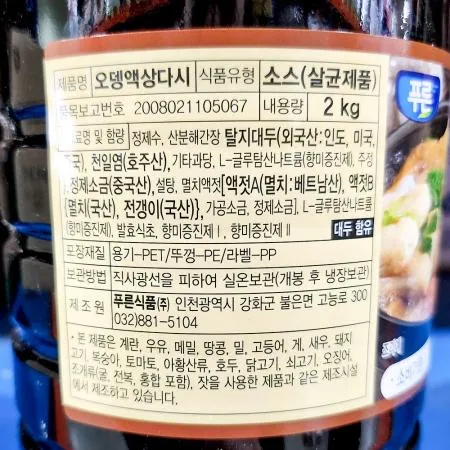 제품명 오뎅액상다시 식품유형 소스(살균제품)
품목보고번호 2008021105067 내용량 2 kg
원료명 및 함량 정제수, 산분해간장 탈지대두(외국산:인도, 미국,
중국), 천일염(호주산), 기타과당, L-글루탐산나트륨(향미증진제), 주정
, 정제소금(중국산), 설탕, 멸치액젓[액젓A(멸치:베트남산), 액젓B
{멸치(국산), 전갱이(국산)}, 가공소금, 정제소금], L-글루탐산나트륨
(향미증진제), 발효식초, 향미증진제Ⅰ, 향미증진제Ⅱ 대두 함유
포장재질 용기-PET/뚜껑-PE/라벨-PP
보관방법 직사광선을 피하여 실온보관(개봉 후 냉장보관)
제조원 푸른식품(주) 인천광역시 강화군 불은면 고능로 300
032)881-5104
• 본 제품은 계란, 우유, 메밀, 땅콩, 밀, 고등어, 게, 새우, 돼지
고기, 복숭아, 토마토, 아황산류, 호두, 닭고기, 쇠고기, 오징어,
조개류(굴, 전복, 홍합 포함), 잣을 사용한 제품과 같은 제조시설
에서 제조하고 있습니다.
푸른